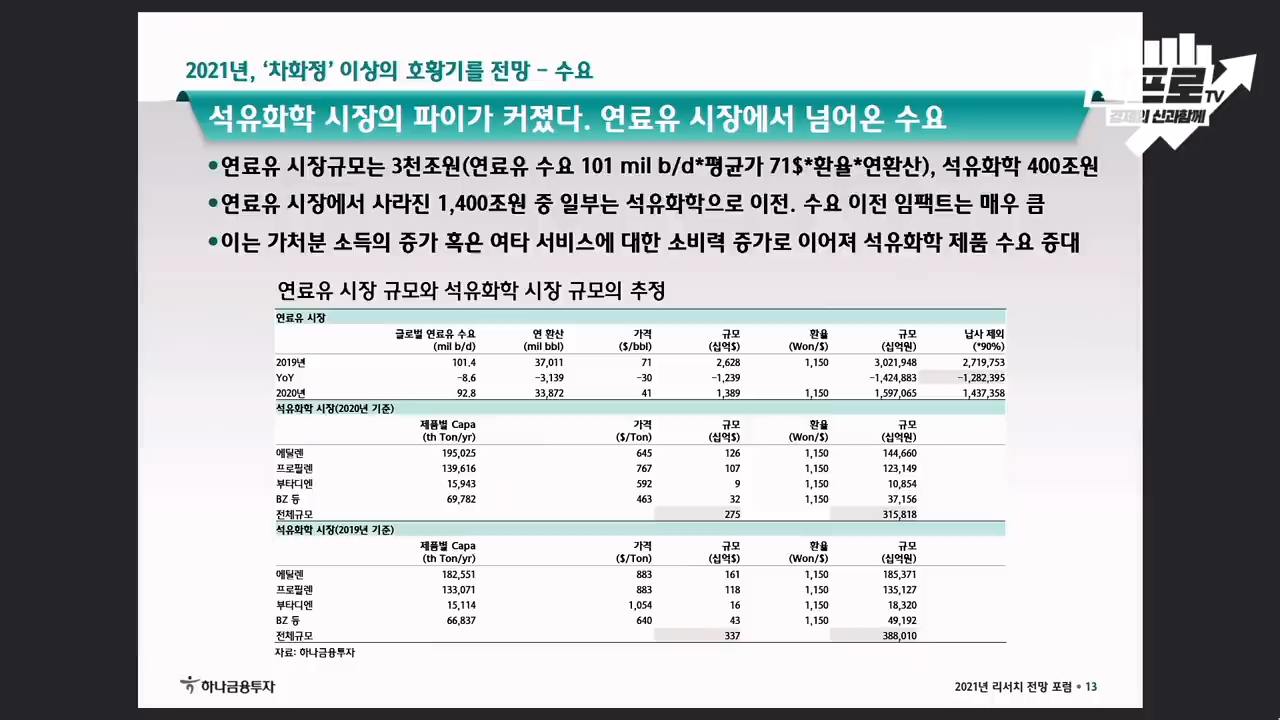 2021년, ‘차화정’ 이상의 호황기를 전망 – 수요
석유화학 시장의 파이가 커졌다. 연료유 시장에서 넘어온 수요
프로TV
경제의 신과함께
•연료유 시장규모는 3천조원(연료유 수요 101 mil b/d*평균가 71$*환율*연환산), 석유화학 400조원
•연료유 시장에서 사라진 1,400조원 중 일부는 석유화학으로 이전. 수요 이전 임팩트는 매우 큼
•이는 가처분 소득의 증가 혹은 여타 서비스에 대한 소비력 증가로 이어져 석유화학 제품 수요 증대
연료유 시장 규모와 석유화학 시장 규모의 추정
연료유 시장
글로벌 연료유 수요 연 환산 가격 규모 환율 규모 납사 제외
(mil b/d) (mil bbl) ($/bbl) (십억$) (Won/$) (십억원) (*90%)
2019년 101.4 37,011 71 2,628 1,150 3,021,948 2,719,753
YoY -8.6 -3,139 -30 -1,239 -1,424,883 -1,282,395
2020년 92.8 33,872 41 1,389 1,150 1,597,065 1,437,358
석유화학 시장(2020년 기준)
제품별 Capa 가격 규모 환율 규모
(th Ton/yr) ($/Ton) (십억$) (Won/$) (십억원)
에틸렌 195,025 645 126 1,150 144,660
프로필렌 139,616 767 107 1,150 123,149
부타디엔 15,943 592 9 1,150 10,854
BZ 등 69,782 463 32 1,150 37,156
전체규모 275 315,818
석유화학 시장(2019년 기준)
제품별 Capa 가격 규모 환율 규모
(th Ton/yr) ($/Ton) (십억$) (Won/$) (십억원)
에틸렌 182,551 883 161 1,150 185,371
프로필렌 133,071 883 118 1,150 135,127
부타디엔 15,114 1,054 16 1,150 18,320
BZ 등 66,837 640 43 1,150 49,192
전체규모 337 388,010
자료: 하나금융투자
하나금융투자
2021년 리서치 전망 포럼 • 13